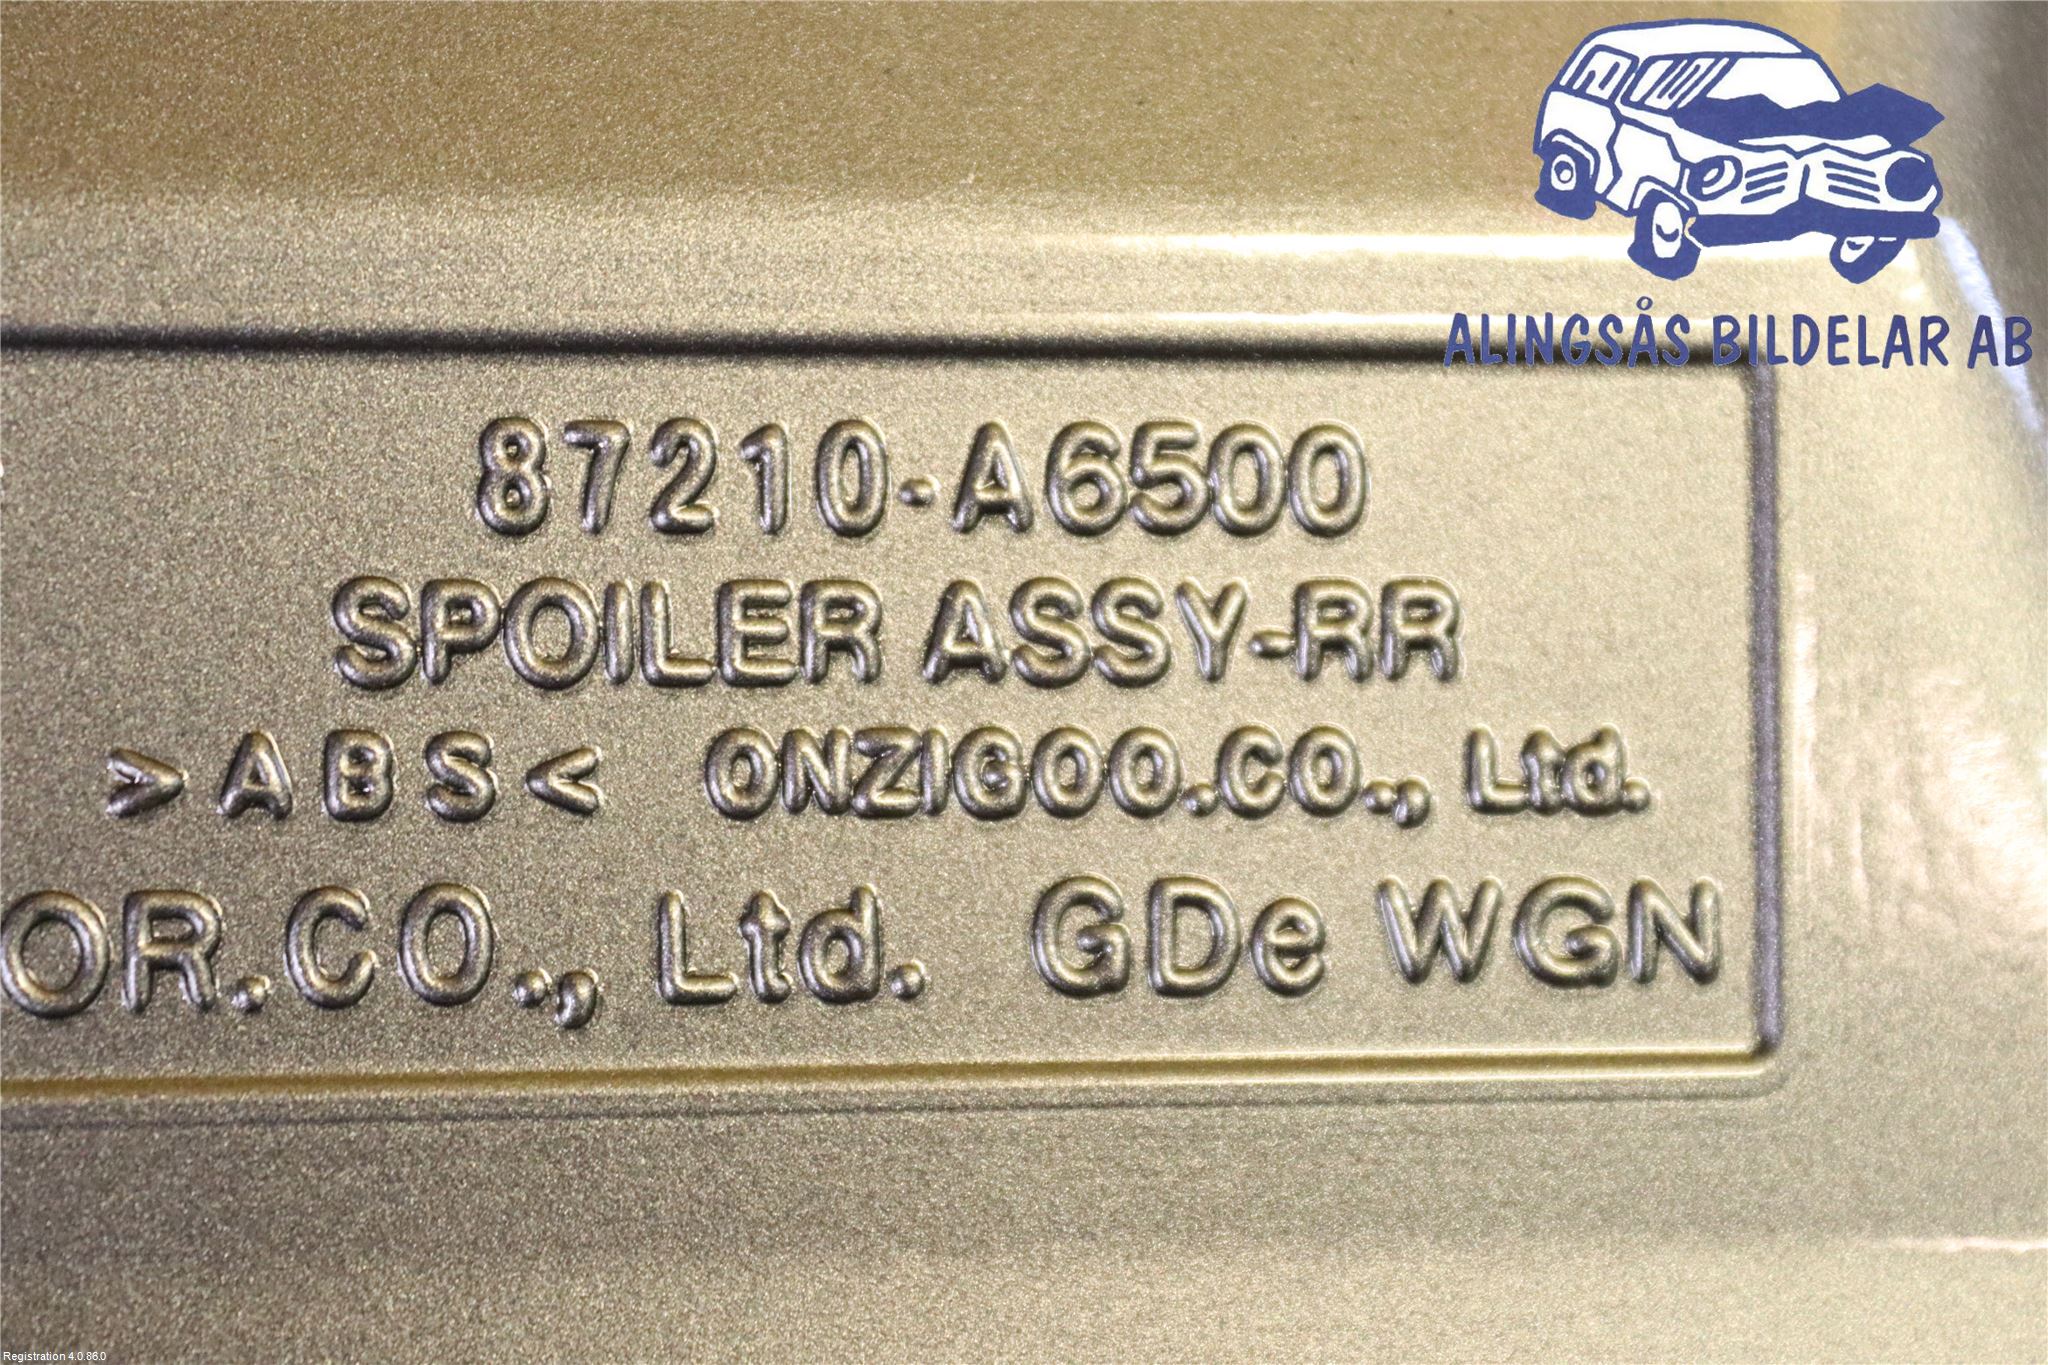 ALINGSÅS BILDELAR AB
87210-A6500
SPOILER ASSY-RR
>ABS< ONZIGOO.CO., Ltd.
OR.CO., Ltd. GDe WGN
Registration 4.0.86.0